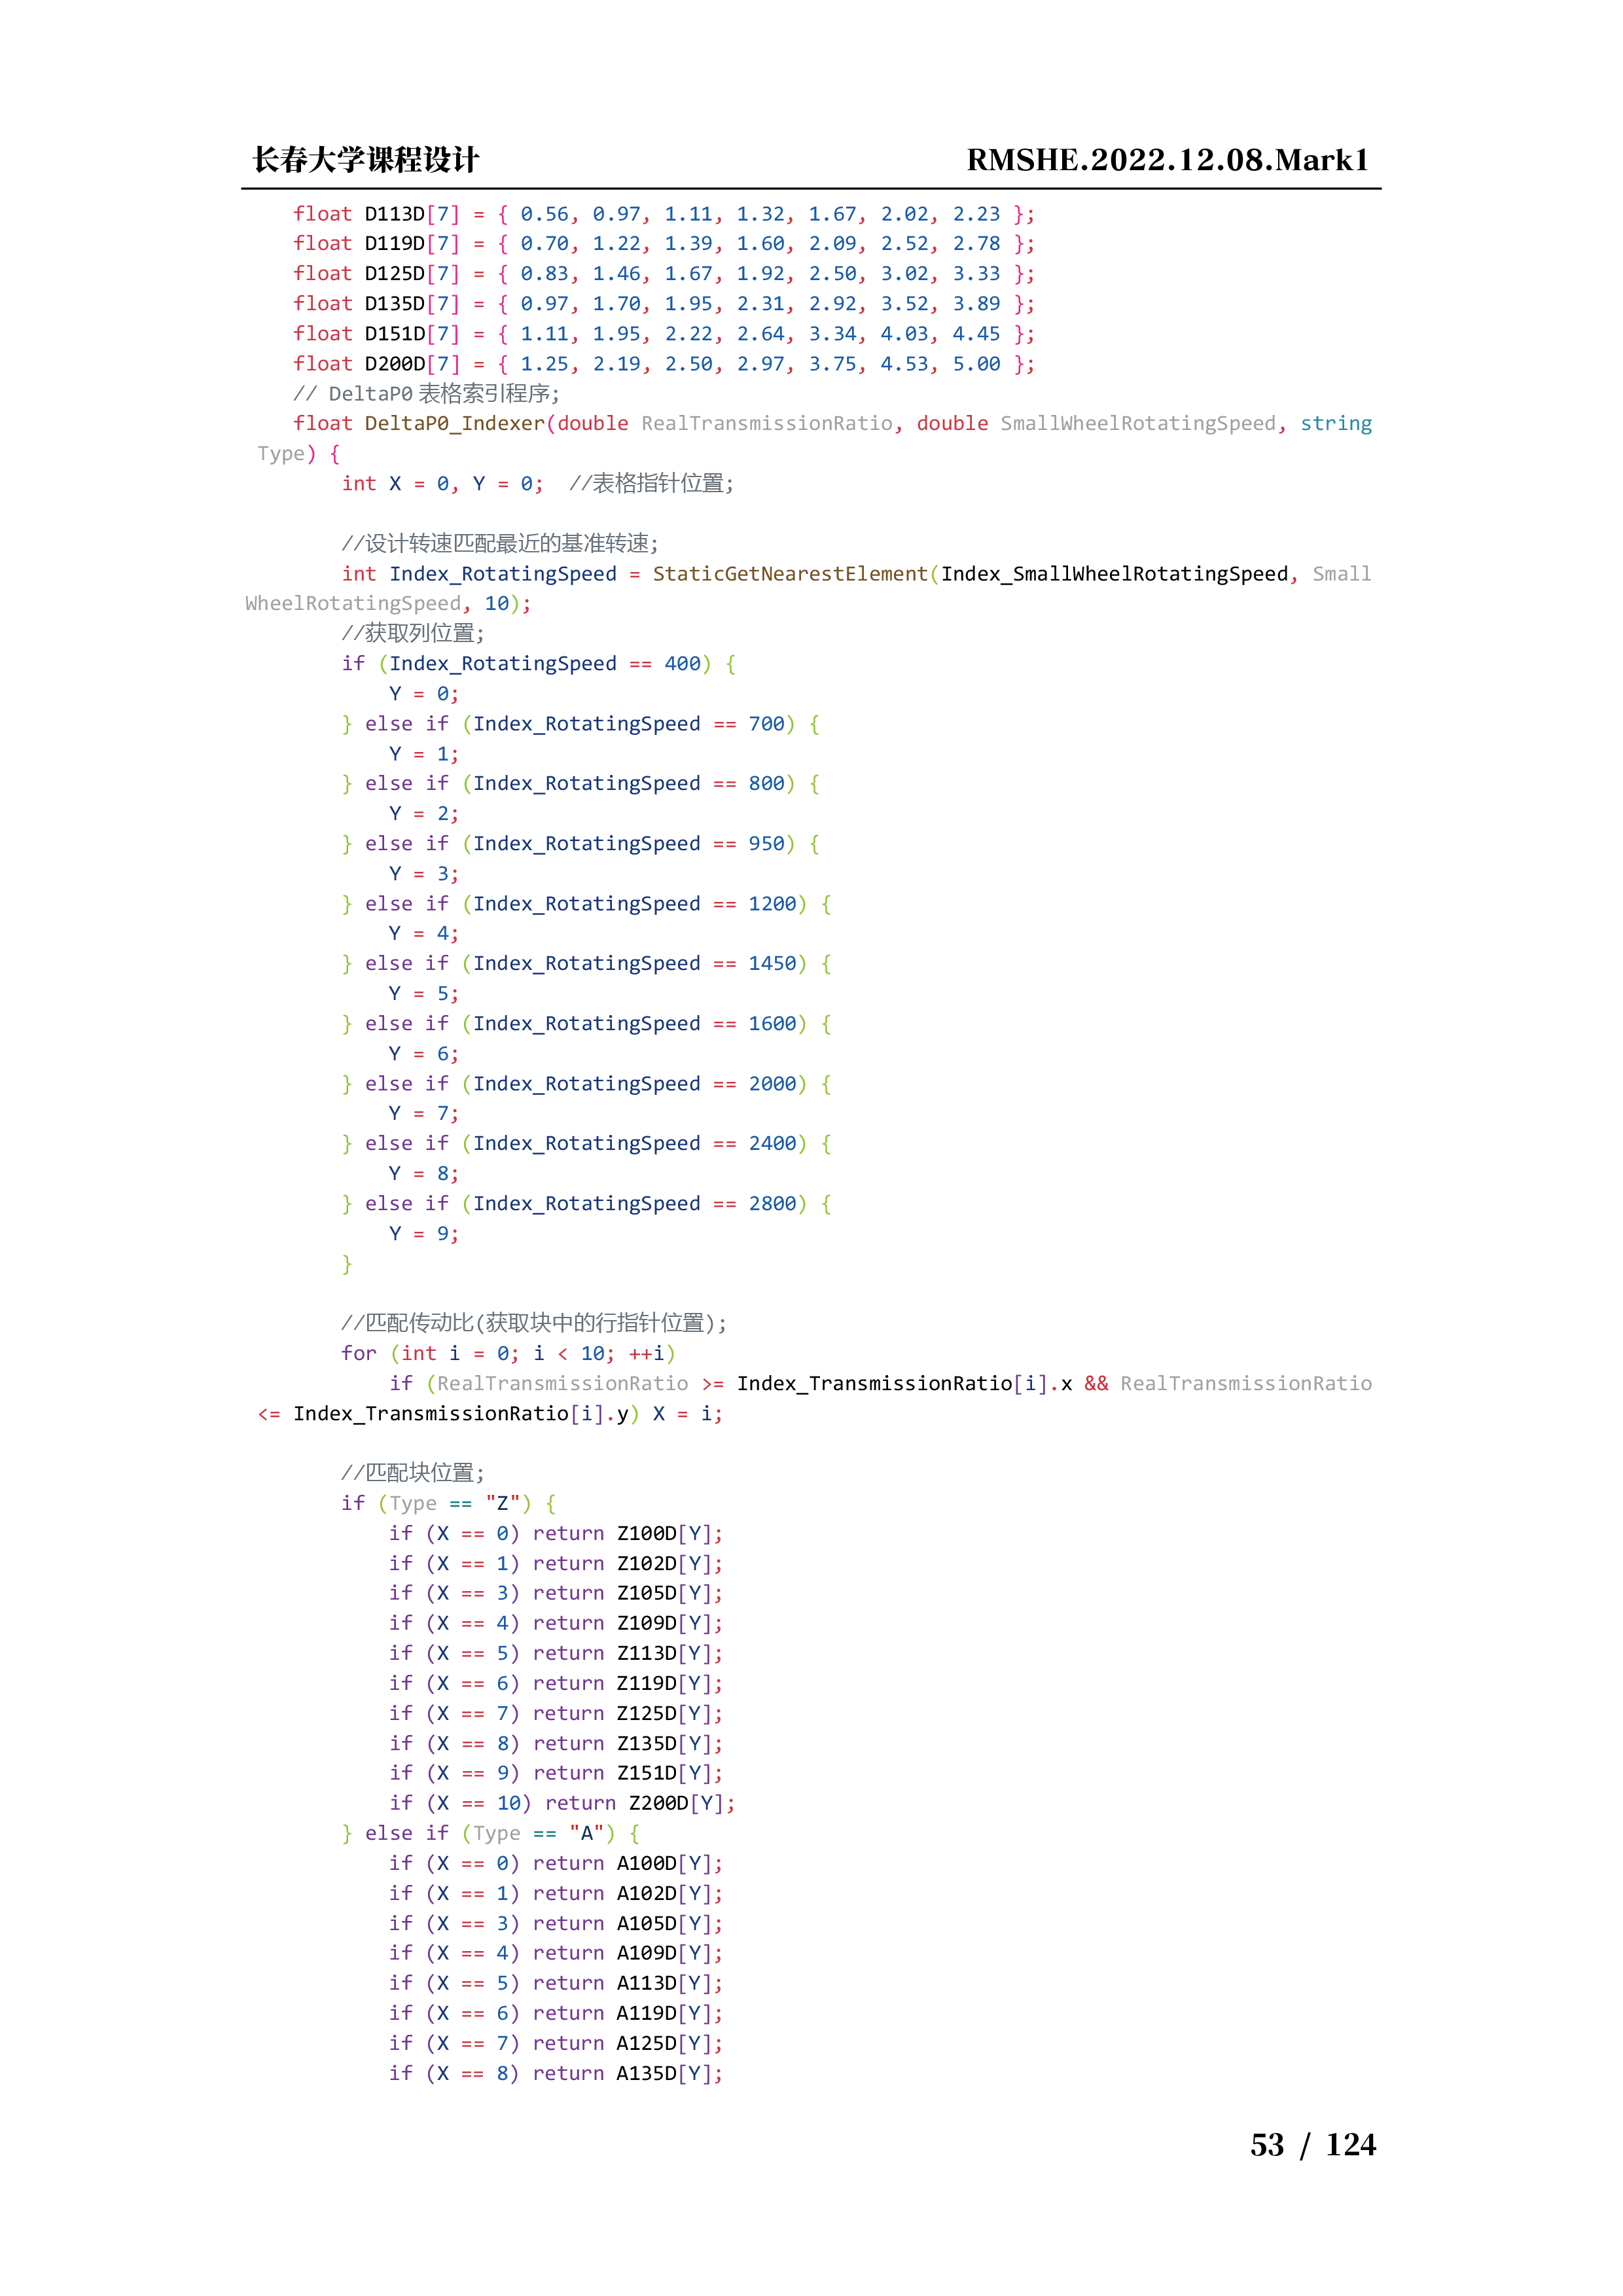 长春大学课程设计 RMSHE.2022.12.08.Mark1
float D113D[7] = { 0.56, 0.97, 1.11, 1.32, 1.67, 2.02, 2.23 };
float D119D[7] = { 0.70, 1.22, 1.39, 1.60, 2.09, 2.52, 2.78 };
float D125D[7] = { 0.83, 1.46, 1.67, 1.92, 2.50, 3.02, 3.33 };
float D135D[7] = { 0.97, 1.70, 1.95, 2.31, 2.92, 3.52, 3.89 };
float D151D[7] = { 1.11, 1.95, 2.22, 2.64, 3.34, 4.03, 4.45 };
float D200D[7] = { 1.25, 2.19, 2.50, 2.97, 3.75, 4.53, 5.00 };
// DeltaP0 表格索引程序;
float DeltaP0_Indexer(double RealTransmissionRatio, double SmallWheelRotatingSpeed, string
Type) {
int X = 0, Y = 0; //表格指针位置;
//设计转速匹配最近的基准转速;
int Index_RotatingSpeed = StaticGetNearestElement(Index_SmallWheelRotatingSpeed, Small
WheelRotatingSpeed, 10);
//获取列位置;
if (Index_RotatingSpeed == 400) {
Y = 0;
} else if (Index_RotatingSpeed == 700) {
Y = 1;
} else if (Index_RotatingSpeed == 800) {
Y = 2;
} else if (Index_RotatingSpeed == 950) {
Y = 3;
} else if (Index_RotatingSpeed == 1200) {
Y = 4;
} else if (Index_RotatingSpeed == 1450) {
Y = 5;
} else if (Index_RotatingSpeed == 1600) {
Y = 6;
} else if (Index_RotatingSpeed == 2000) {
Y = 7;
} else if (Index_RotatingSpeed == 2400) {
Y = 8;
} else if (Index_RotatingSpeed == 2800) {
Y = 9;
}
//匹配传动比(获取块中的行指针位置);
for (int i = 0; i < 10; ++i)
if (RealTransmissionRatio >= Index_TransmissionRatio[i].x && RealTransmissionRatio
<= Index_TransmissionRatio[i].y) X = i;
//匹配块位置;
if (Type == "Z") {
if (X == 0) return Z100D[Y];
if (X == 1) return Z102D[Y];
if (X == 3) return Z105D[Y];
if (X == 4) return Z109D[Y];
if (X == 5) return Z113D[Y];
if (X == 6) return Z119D[Y];
if (X == 7) return Z125D[Y];
if (X == 8) return Z135D[Y];
if (X == 9) return Z151D[Y];
if (X == 10) return Z200D[Y];
} else if (Type == "A") {
if (X == 0) return A100D[Y];
if (X == 1) return A102D[Y];
if (X == 3) return A105D[Y];
if (X == 4) return A109D[Y];
if (X == 5) return A113D[Y];
if (X == 6) return A119D[Y];
if (X == 7) return A125D[Y];
if (X == 8) return A135D[Y];
53 / 124